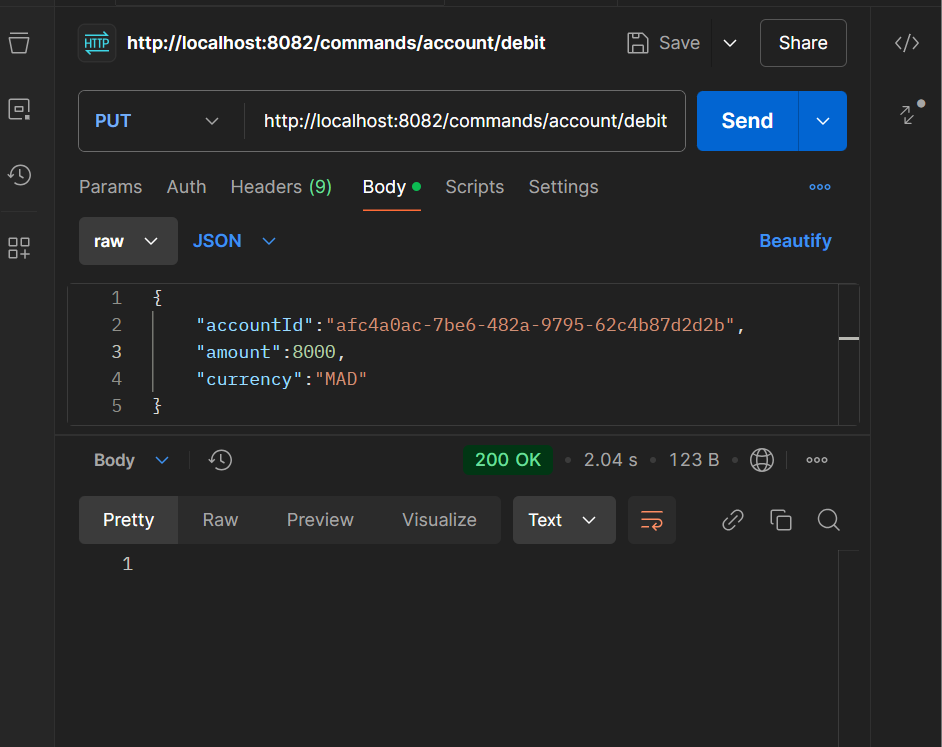 HTTP http://localhost:8082/commands/account/debit Save Share
PUT http://localhost:8082/commands/account/debit Send
Params Auth Headers (9) Body Scripts Settings
raw JSON Beautify
1 {
2 "accountId":"afc4a0ac-7be6-482a-9795-62c4b87d2d2b",
3 "amount":8000,
4 "currency":"MAD"
5 }
Body 200 OK 2.04 s 123 B
Pretty Raw Preview Visualize Text
1